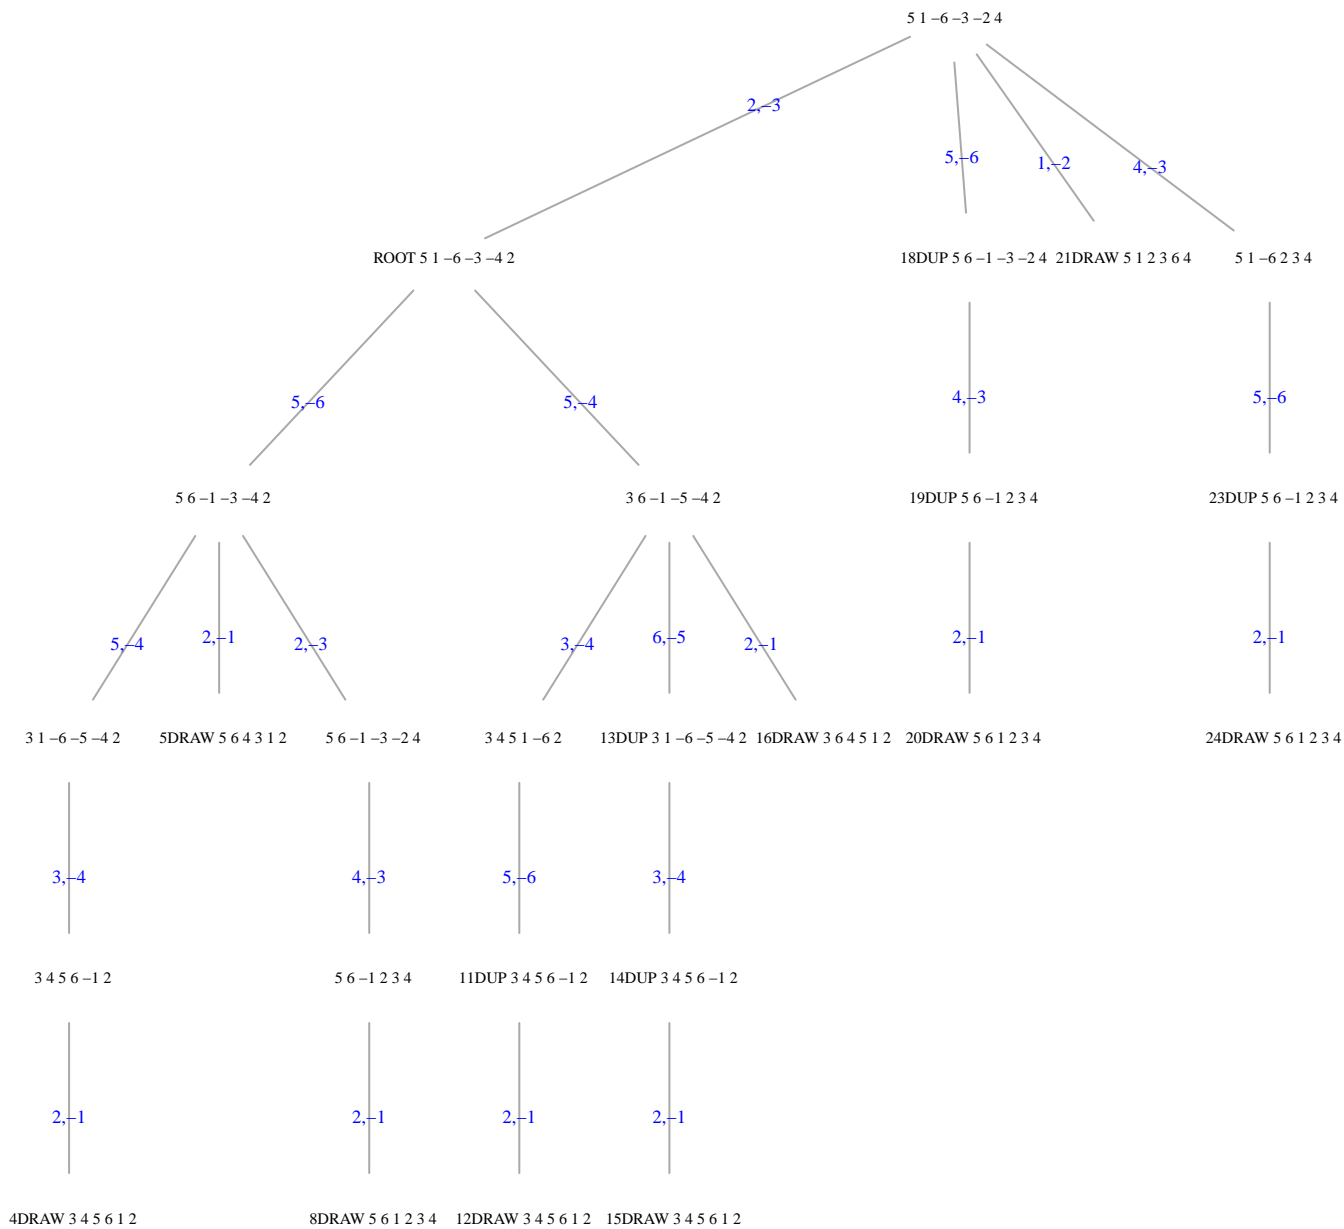 5 1 –6 –3 –2 4
2,–3
5,–6
1,–2
4,–3
ROOT 5 1 –6 –3 –4 2
18DUP 5 6 –1 –3 –2 4
21DRAW 5 1 2 3 6 4
5 1 –6 2 3 4
5,–6
5,–4
4,–3
5,–6
5 6 –1 –3 –4 2
3 6 –1 –5 –4 2
19DUP 5 6 –1 2 3 4
23DUP 5 6 –1 2 3 4
5,–4
2,–1
2,–3
3,–4
6,–5
2,–1
2,–1
2,–1
3 1 –6 –5 –4 2
5DRAW 5 6 4 3 1 2
5 6 –1 –3 –2 4
3 4 5 1 –6 2
13DUP 3 1 –6 –5 –4 2
16DRAW 3 6 4 5 1 2
20DRAW 5 6 1 2 3 4
24DRAW 5 6 1 2 3 4
3,–4
4,–3
5,–6
3,–4
3 4 5 6 –1 2
5 6 –1 2 3 4
11DUP 3 4 5 6 –1 2
14DUP 3 4 5 6 –1 2
2,–1
2,–1
2,–1
2,–1
4DRAW 3 4 5 6 1 2
8DRAW 5 6 1 2 3 4
12DRAW 3 4 5 6 1 2
15DRAW 3 4 5 6 1 2